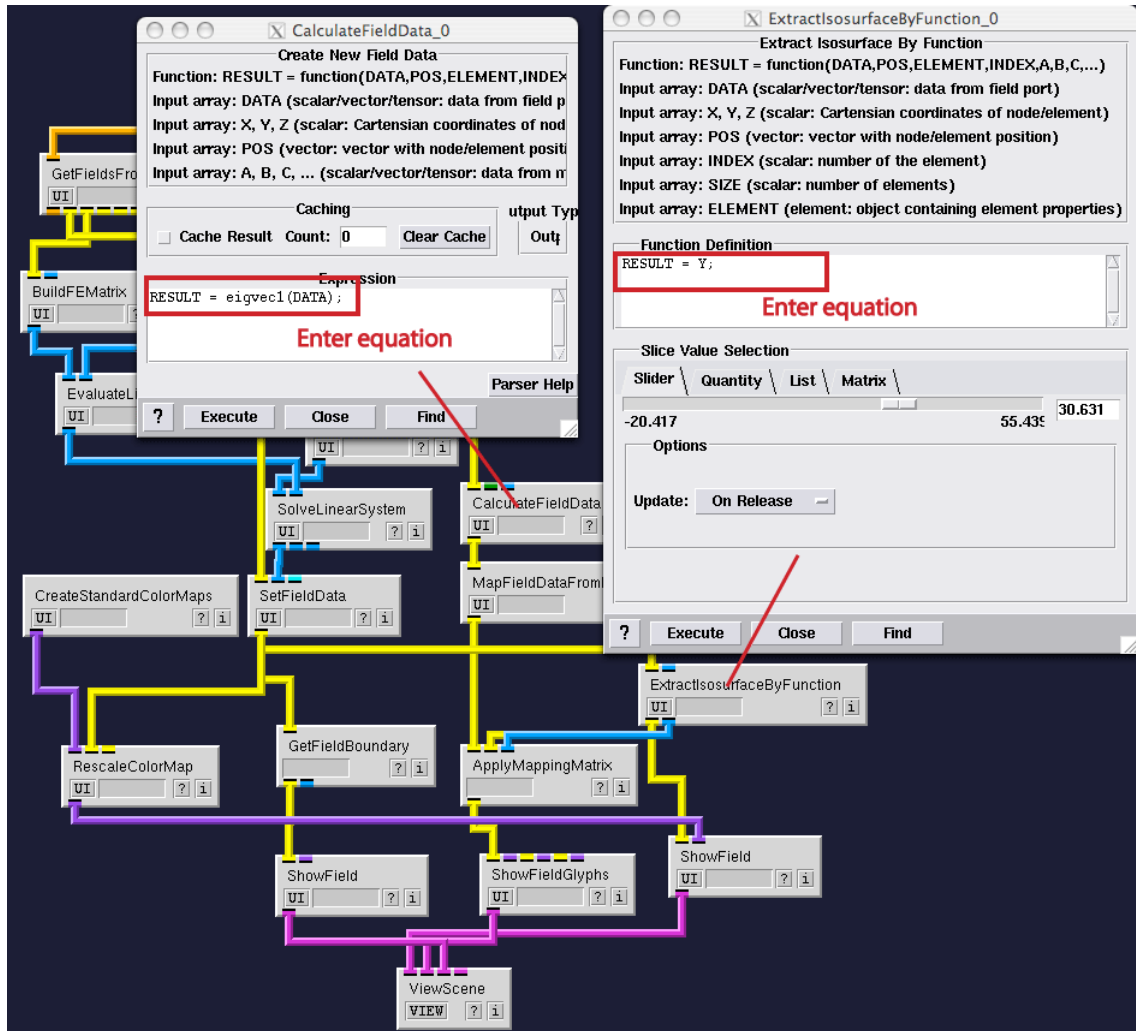 CalculateFieldData_0
Create New Field Data
Function: RESULT = function(DATA,POS,ELEMENT,INDEX
Input array: DATA (scalar/vector/tensor: data from field p
Input array: X, Y, Z (scalar: Cartensian coordinates of nod
Input array: POS (vector: vector with node/element positi
Input array: A, B, C, ... (scalar/vector/tensor: data from m
Caching
utput Typ
Cache Result Count: 0 Clear Cache
Expression
RESULT = eigvec1(DATA);
Enter equation
Parser Help
? Execute Close Find
ExtractIsosurfaceByFunction_0
Extract Isosurface By Function
Function: RESULT = function(DATA,POS,ELEMENT,INDEX,A,B,C,...)
Input array: DATA (scalar/vector/tensor: data from field port)
Input array: X, Y, Z (scalar: Cartensian coordinates of node/element)
Input array: POS (vector: vector with node/element position)
Input array: INDEX (scalar: number of the element)
Input array: SIZE (scalar: number of elements)
Input array: ELEMENT (element: object containing element properties)
Function Definition
RESULT = Y;
Enter equation
Slice Value Selection
Slider Quantity List Matrix
-20.417 55.439 30.631
Options
Update: On Release
? Execute Close Find
GetFieldsFro
UI
BuildFEMatrix
UI ?
EvaluateLi
UI
UI ? i
SolveLinearSystem
UI ? i
CalculateFieldData
UI ?
CreateStandardColorMaps
UI ? i
SetFieldData
UI ? i
MapFieldDataFrom
UI
ExtractIsosurfaceByFunction
UI ? i
RescaleColorMap
UI ? i
GetFieldBoundary
? i
ApplyMappingMatrix
? i
ShowField
UI ? i
ShowFieldGlyphs
UI ? i
ShowField
UI ? i
ViewScene
VIEW ? i